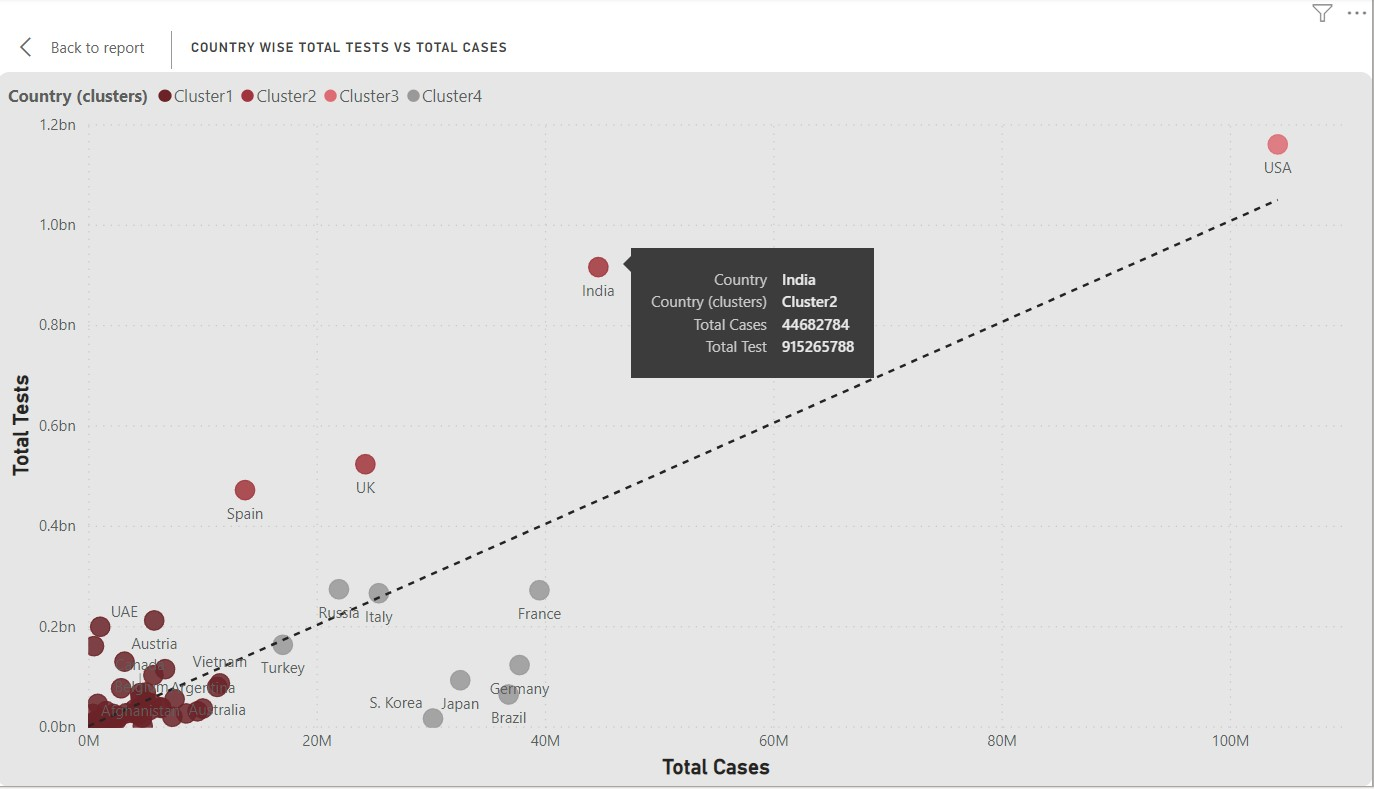 Back to report
COUNTRY WISE TOTAL TESTS VS TOTAL CASES
Country (clusters) Cluster1 Cluster2 Cluster3 Cluster4
1.2bn
USA
1.0bn
India
Country India
Country (clusters) Cluster2
Total Cases 44682784
Total Test 915265788
0.8bn
Total Tests
0.6bn
UK
Spain
0.4bn
Russia
Italy
France
UAE
0.2bn
Austria
Vietnam
Turkey
Belgium
Argentina
Germany
S. Korea
Japan
Afghanistan
Australia
Brazil
0.0bn
0M 20M 40M 60M 80M 100M
Total Cases